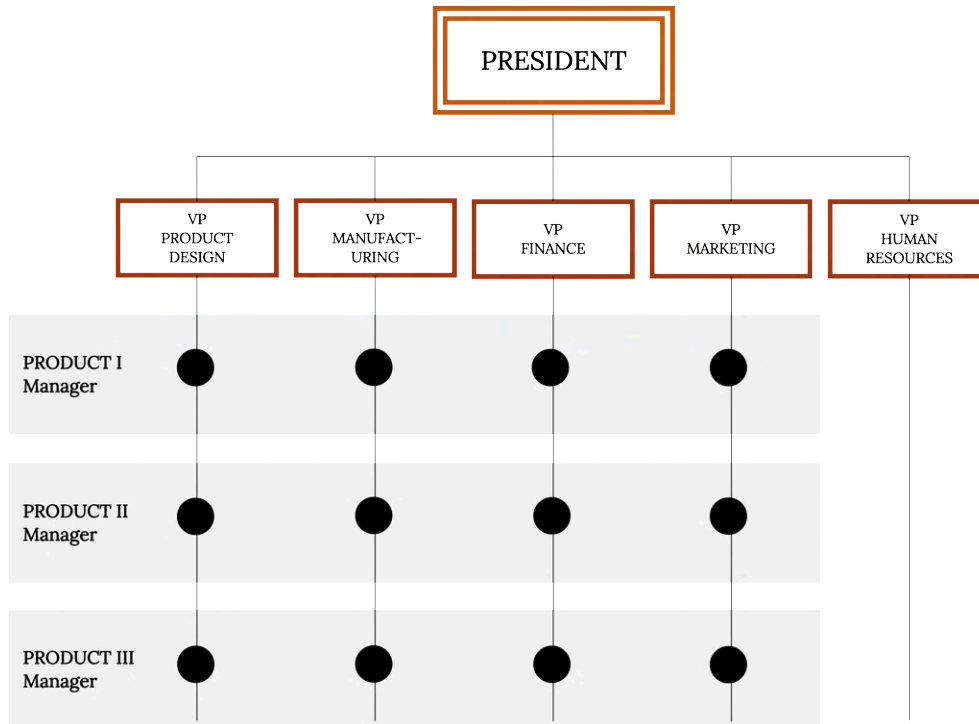 PRESIDENT
VP
PRODUCT
DESIGN
VP
MANUFACT-
URING
VP
FINANCE
VP
MARKETING
VP
HUMAN
RESOURCES
PRODUCT I
Manager
PRODUCT II
Manager
PRODUCT III
Manager